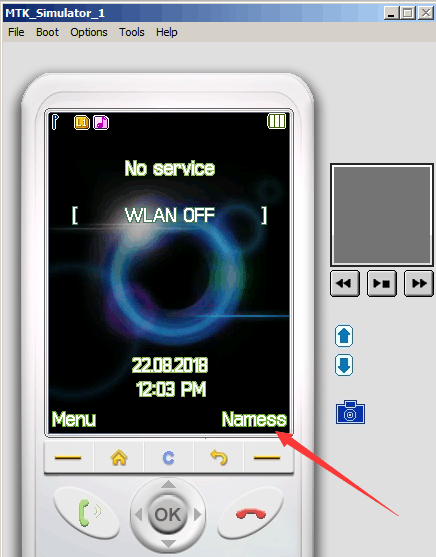 MTK_Simulator_1
File Boot Options Tools Help
No service
[ WLAN OFF ]
22.08.2018
12:03 PM
Menu Namess
C
OK